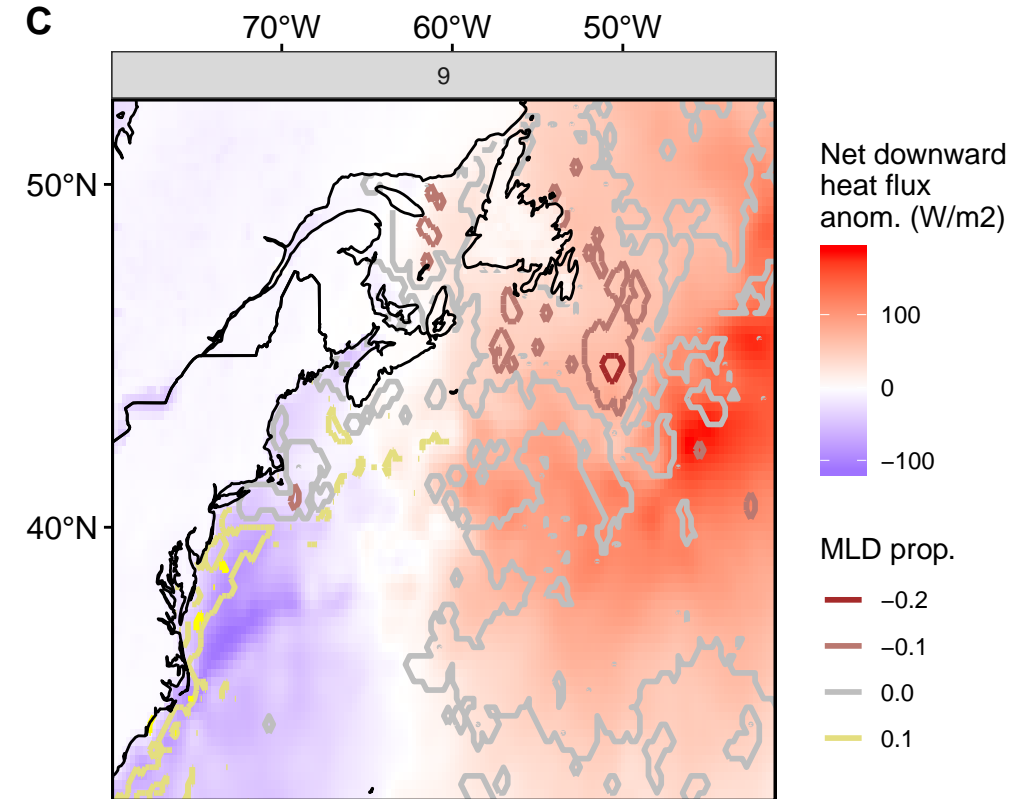 C
70°W 60°W 50°W
9
50°N
40°N
Net downward
heat flux
anom. (W/m2)
100
0
−100
MLD prop.
−0.2
−0.1
0.0
0.1